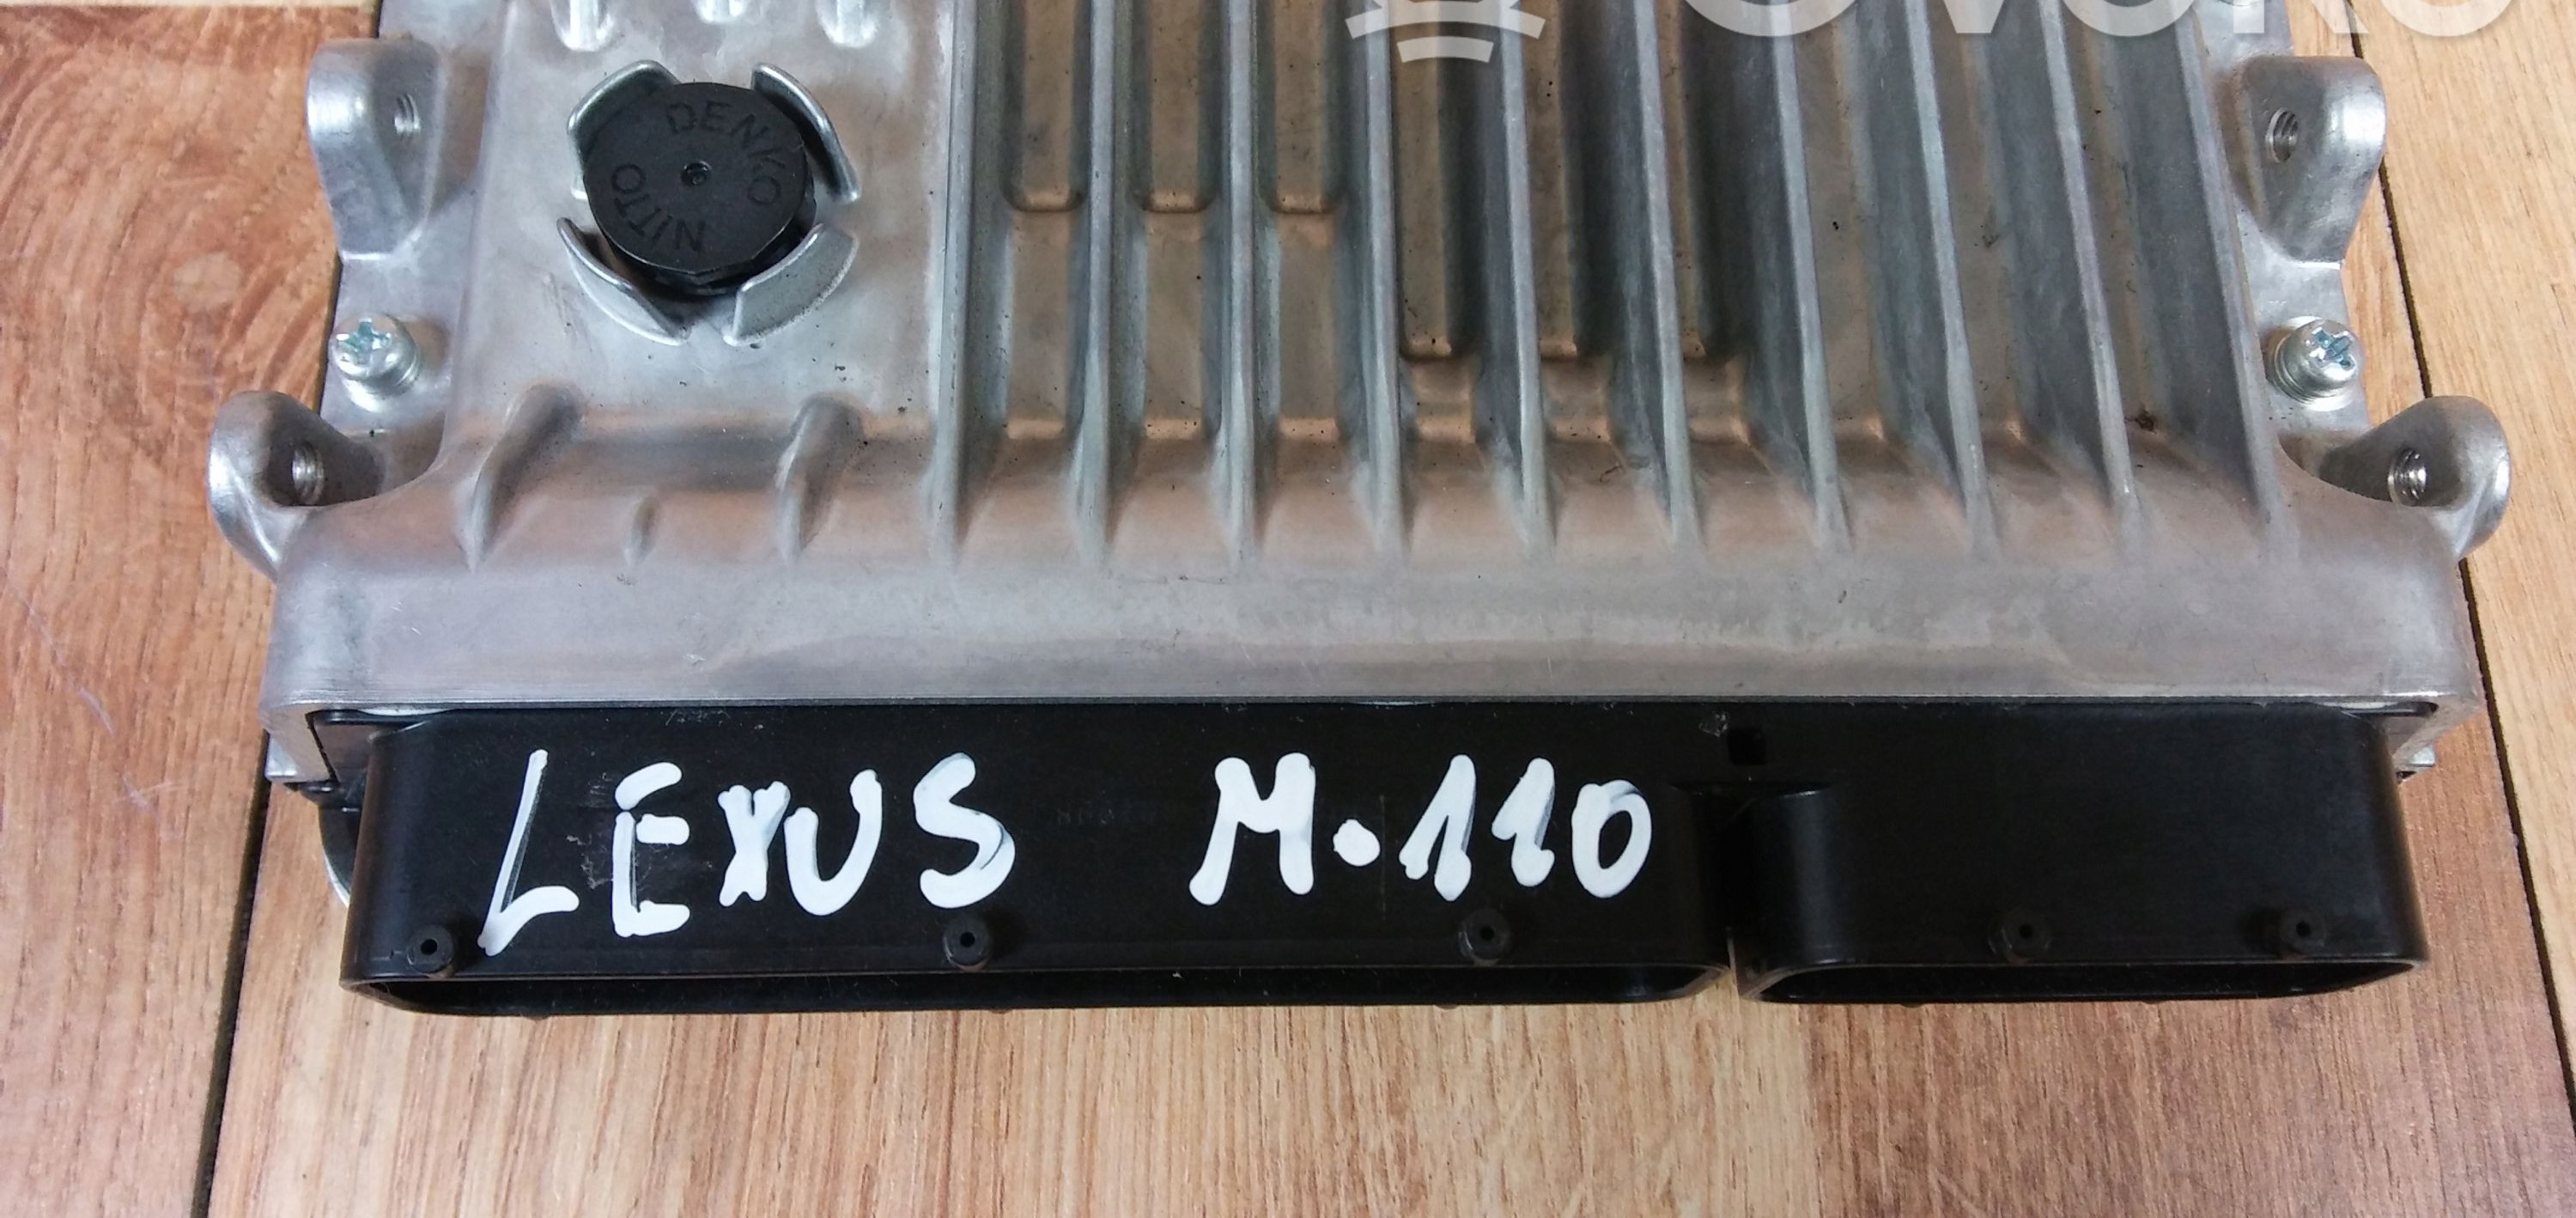 DENKO
NITTO
LEXUS M.110